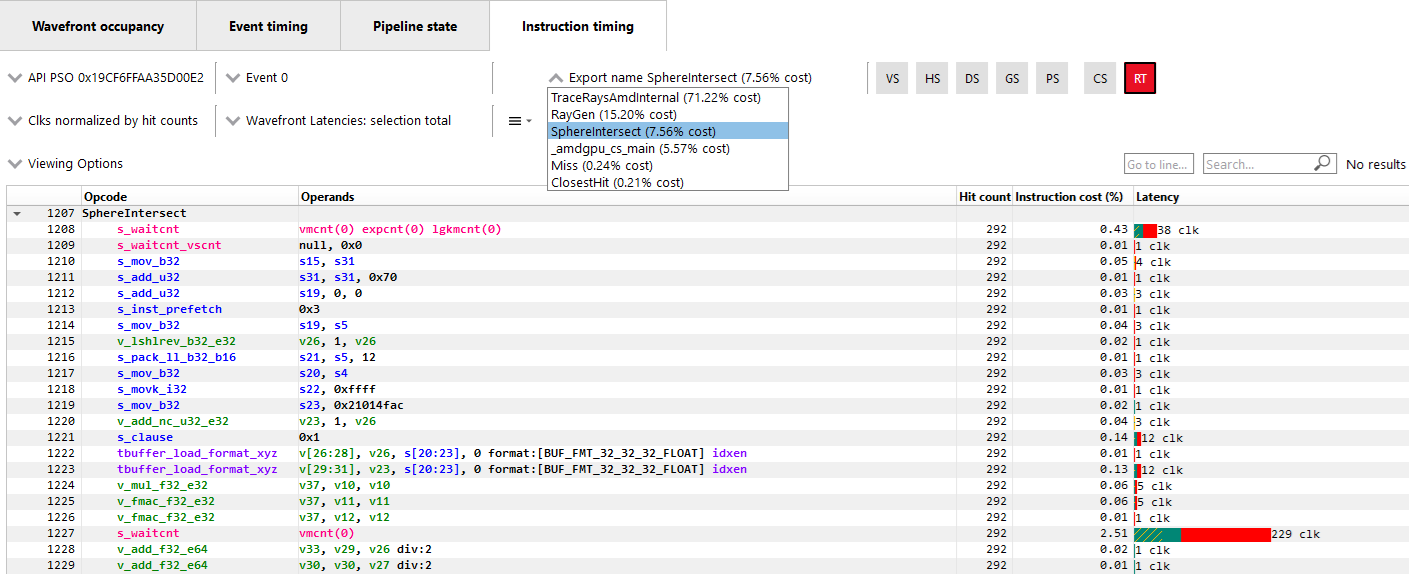 Wavefront occupancy Event timing Pipeline state Instruction timing
API PSO 0x19CF6FFAA35D00E2 Event 0 Export name SphereIntersect (7.56% cost) VS HS DS GS PS CS RT
TraceRaysAmdInternal (71.22% cost)
RayGen (15.20% cost)
Clks normalized by hit counts Wavefront Latencies: selection total
SphereIntersect (7.56% cost)
_amdgpu_cs_main (5.57% cost)
Miss (0.24% cost)
ClosestHit (0.21% cost)
Viewing Options Go to line... Search... No results
Opcode Operands Hit count Instruction cost (%) Latency
1207 SphereIntersect
1208 s_waitcnt vmcnt(0) expcnt(0) lgkmcnt(0) 292 0.43 38 clk
1209 s_waitcnt_vscnt null, 0x0 292 0.01 1 clk
1210 s_mov_b32 s15, s31 292 0.05 4 clk
1211 s_add_u32 s31, s31, 0x70 292 0.01 1 clk
1212 s_add_u32 s19, 0, 0 292 0.03 3 clk
1213 s_inst_prefetch 0x3 292 0.01 1 clk
1214 s_mov_b32 s19, s5 292 0.04 3 clk
1215 v_lshlrev_b32_e32 v26, 1, v26 292 0.02 1 clk
1216 s_pack_ll_b32_b16 s21, s5, 12 292 0.01 1 clk
1217 s_mov_b32 s20, s4 292 0.03 3 clk
1218 s_movk_i32 s22, 0xffff 292 0.01 1 clk
1219 s_mov_b32 s23, 0x21014fac 292 0.02 1 clk
1220 v_add_nc_u32_e32 v23, 1, v26 292 0.04 3 clk
1221 s_clause 0x1 292 0.14 12 clk
1222 tbuffer_load_format_xyz v[26:28], v26, s[20:23], 0 format:[BUF_FMT_32_32_32_FLOAT] idxen 292 0.01 1 clk
1223 tbuffer_load_format_xyz v[29:31], v23, s[20:23], 0 format:[BUF_FMT_32_32_32_FLOAT] idxen 292 0.13 12 clk
1224 v_mul_f32_e32 v37, v10, v10 292 0.06 5 clk
1225 v_fmac_f32_e32 v37, v11, v11 292 0.06 5 clk
1226 v_fmac_f32_e32 v37, v12, v12 292 0.01 1 clk
1227 s_waitcnt vmcnt(0) 292 2.51 229 clk
1228 v_add_f32_e64 v33, v29, v26 div:2 292 0.02 1 clk
1229 v_add_f32_e64 v30, v30, v27 div:2 292 0.01 1 clk